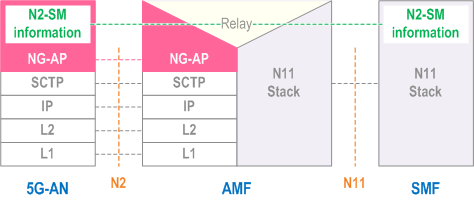 N2-SM
information
Relay
N2-SM
information
NG-AP
NG-AP
SCTP
SCTP
N11
Stack
N11
Stack
IP
IP
L2
L2
L1
L1
5G-AN
N2
AMF
N11
SMF